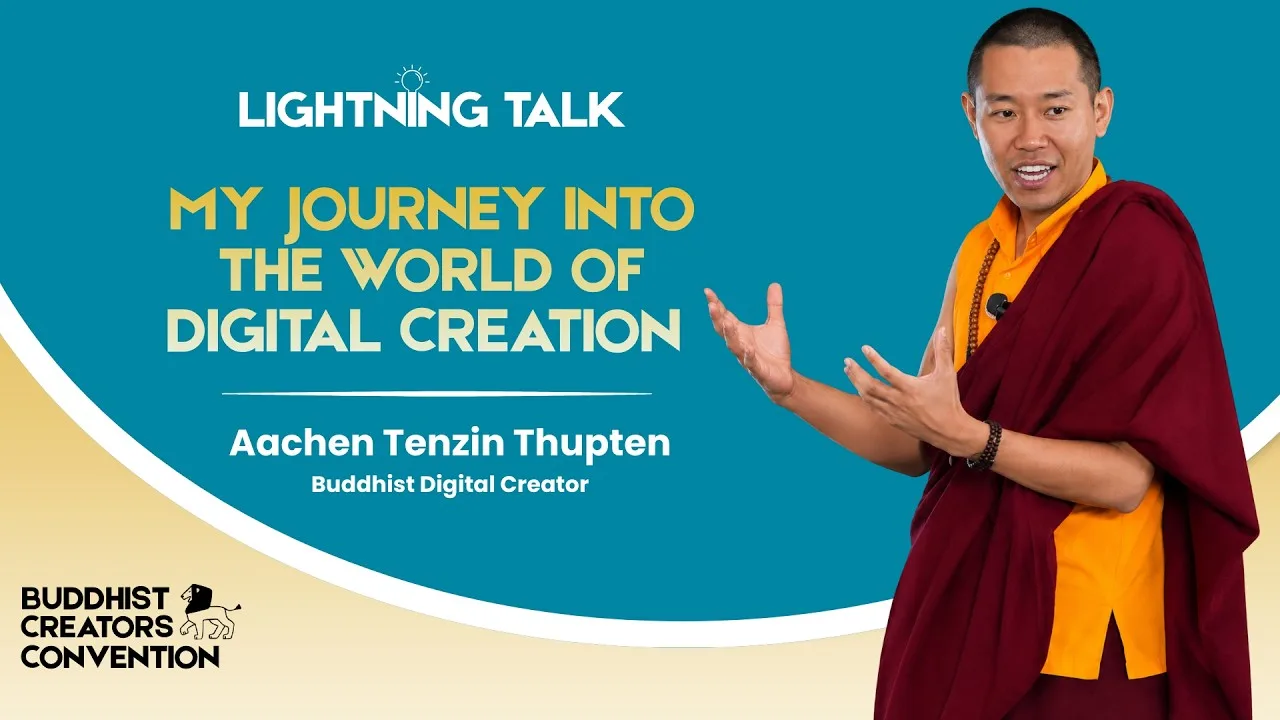 LIGHTNING TALK
MY JOURNEY INTO
THE WORLD OF
DIGITAL CREATION
Aachen Tenzin Thupten
Buddhist Digital Creator
BUDDHIST
CREATORS
CONVENTION